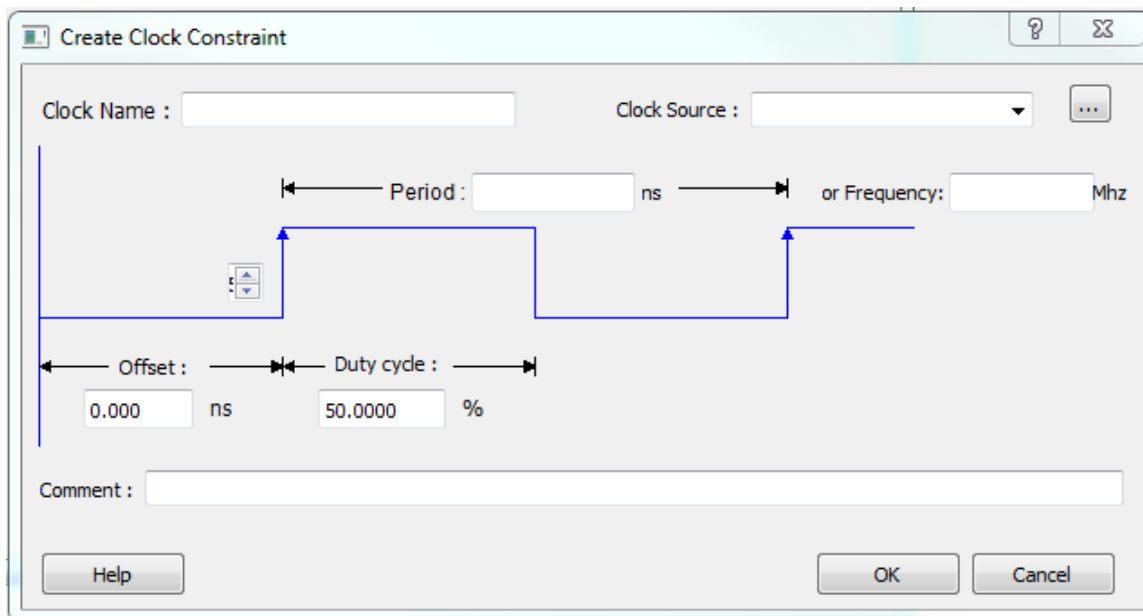 Create Clock Constraint
Clock Name :
Clock Source :
...
Period :
ns
or Frequency:
Mhz
Offset :
Duty cycle :
0.000
ns
50.0000
%
Comment :
Help
OK
Cancel